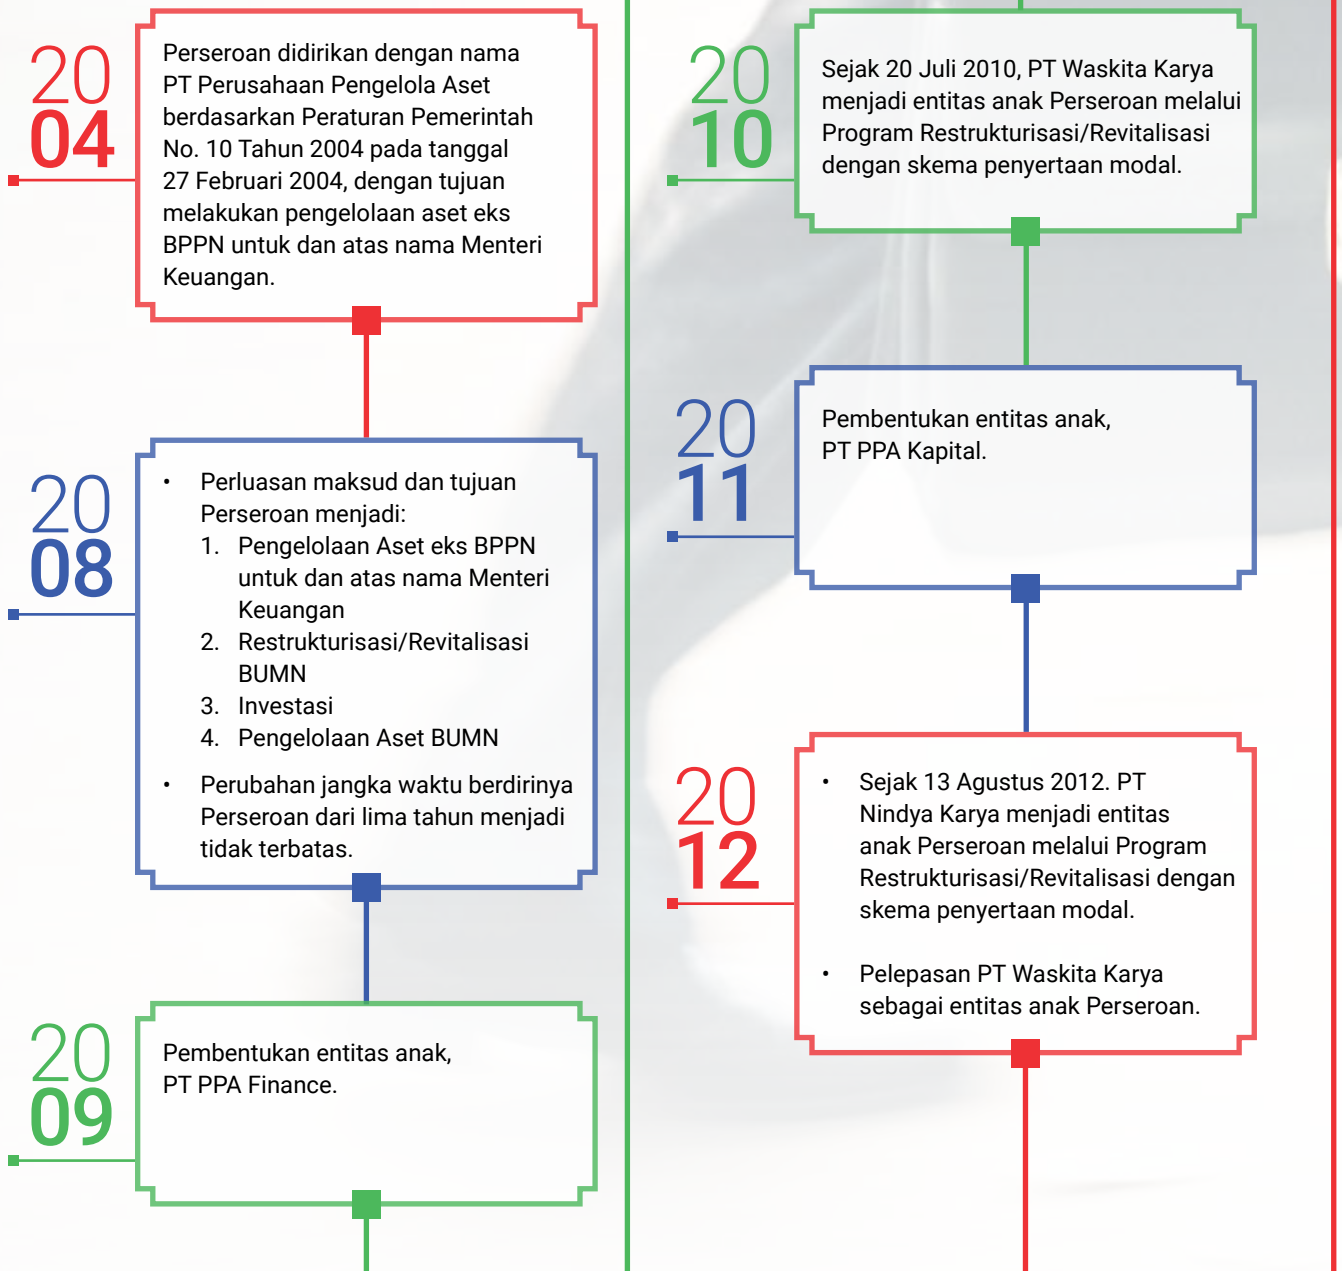 20
04
Perseroan didirikan dengan nama
PT Perusahaan Pengelola Aset
berdasarkan Peraturan Pemerintah
No. 10 Tahun 2004 pada tanggal
27 Februari 2004, dengan tujuan
melakukan pengelolaan aset eks
BPPN untuk dan atas nama Menteri
Keuangan.
20
08
• Perluasan maksud dan tujuan
Perseroan menjadi:
1. Pengelolaan Aset eks BPPN
untuk dan atas nama Menteri
Keuangan
2. Restrukturisasi/Revitalisasi
BUMN
3. Investasi
4. Pengelolaan Aset BUMN
• Perubahan jangka waktu berdirinya
Perseroan dari lima tahun menjadi
tidak terbatas.
20
09
Pembentukan entitas anak,
PT PPA Finance.
20
10
Sejak 20 Juli 2010, PT Waskita Karya
menjadi entitas anak Perseroan melalui
Program Restrukturisasi/Revitalisasi
dengan skema penyertaan modal.
20
11
Pembentukan entitas anak,
PT PPA Kapital.
20
12
• Sejak 13 Agustus 2012. PT
Nindya Karya menjadi entitas
anak Perseroan melalui Program
Restrukturisasi/Revitalisasi dengan
skema penyertaan modal.
• Pelepasan PT Waskita Karya
sebagai entitas anak Perseroan.